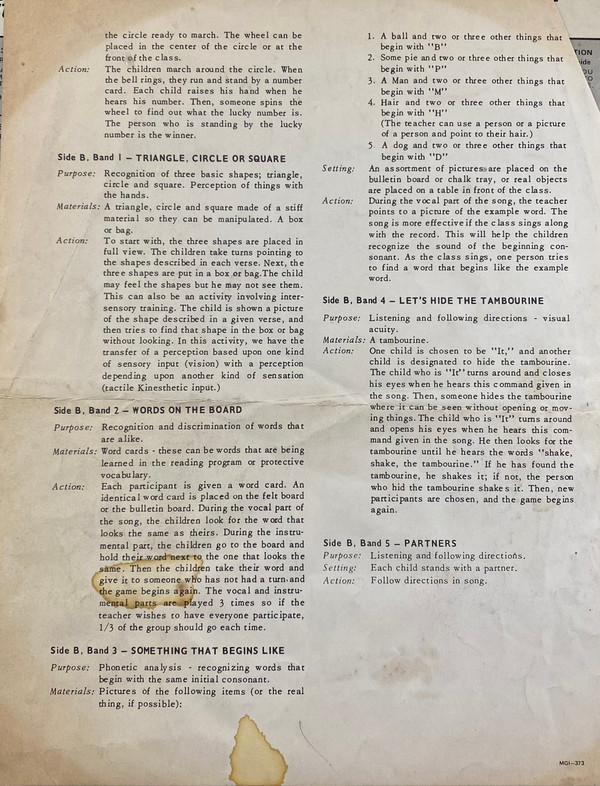 the circle ready to march. The wheel can be
placed in the center of the circle or at the
front of the class.
Action: The children march around the circle. When
the bell rings, they run and stand by a number
card. Each child raises his hand when he
hears his number. Then, someone spins the
wheel to find out what the lucky number is.
The person who is standing by the lucky
number is the winner.
Side B, Band 1 – TRIANGLE, CIRCLE OR SQUARE
Purpose: Recognition of three basic shapes; triangle,
circle and square. Perception of things with
the hands.
Materials: A triangle, circle and square made of a stiff
material so they can be manipulated. A box
or bag.
Action: To start with, the three shapes are placed in
full view. The children take turns pointing to
the shapes described in each verse. Next, the
three shapes are put in a box or bag.The child
may feel the shapes but he may not see them.
This can also be an activity involving inter-
sensory training. The child is shown a picture
of the shape described in a given verse, and
then tries to find that shape in the box or bag
without looking. In this activity, we have the
transfer of a perception based upon one kind
of sensory input (vision) with a perception
depending upon another kind of sensation
(tactile Kinesthetic input.)
Side B, Band 2 – WORDS ON THE BOARD
Purpose: Recognition and discrimination of words that
are alike.
Materials: Word cards - these can be words that are being
learned in the reading program or protective
vocabulary.
Action: Each participant is given a word card. An
identical word card is placed on the felt board
or the bulletin board. During the vocal part of
the song, the children look for the word that
looks the same as theirs. During the instru-
mental part, the children go to the board and
hold their word next to the one that looks the
same. Then the children take their word and
give it to someone who has not had a turn and
the game begins again. The vocal and instru-
mental parts are played 3 times so if the
teacher wishes to have everyone participate,
1/3 of the group should go each time.
Side B, Band 3 – SOMETHING THAT BEGINS LIKE
Purpose: Phonetic analysis - recognizing words that
begin with the same initial consonant.
Materials: Pictures of the following items (or the real
thing, if possible):
1. A ball and two or three other things that
begin with "B"
2. Some pie and two or three other things that
begin with "P"
3. A Man and two or three other things that
begin with "M"
4. Hair and two or three other things that
begin with "H"
(The teacher can use a person or a picture
of a person and point to their hair.)
5. A dog and two or three other things that
begin with "D"
Setting: An assortment of pictures are placed on the
bulletin board or chalk tray, or real objects
are placed on a table in front of the class.
Action: During the vocal part of the song, the teacher
points to a picture of the example word. The
song is more effective if the class sings along
with the record. This will help the children
recognize the sound of the beginning con-
sonant. As the class sings, one person tries
to find a word that begins like the example
word.
Side B, Band 4 – LET'S HIDE THE TAMBOURINE
Purpose: Listening and following directions - visual
acuity.
Materials: A tambourine.
Action: One child is chosen to be "It," and another
child is designated to hide the tambourine.
The child who is "It" turns around and closes
his eyes when he hears this command given in
the song. Then, someone hides the tambourine
where it can be seen without opening or mov-
ing things. The child who is "It" turns around
and opens his eyes when he hears this com-
mand given in the song. He then looks for the
tambourine until he hears the words "shake,
shake, the tambourine." If he has found the
tambourine, he shakes it; if not, the person
who hid the tambourine shakes it. Then, new
participants are chosen, and the game begins
again.
Side B, Band 5 – PARTNERS
Purpose: Listening and following directions.
Setting: Each child stands with a partner.
Action: Follow directions in song.
MGI–373